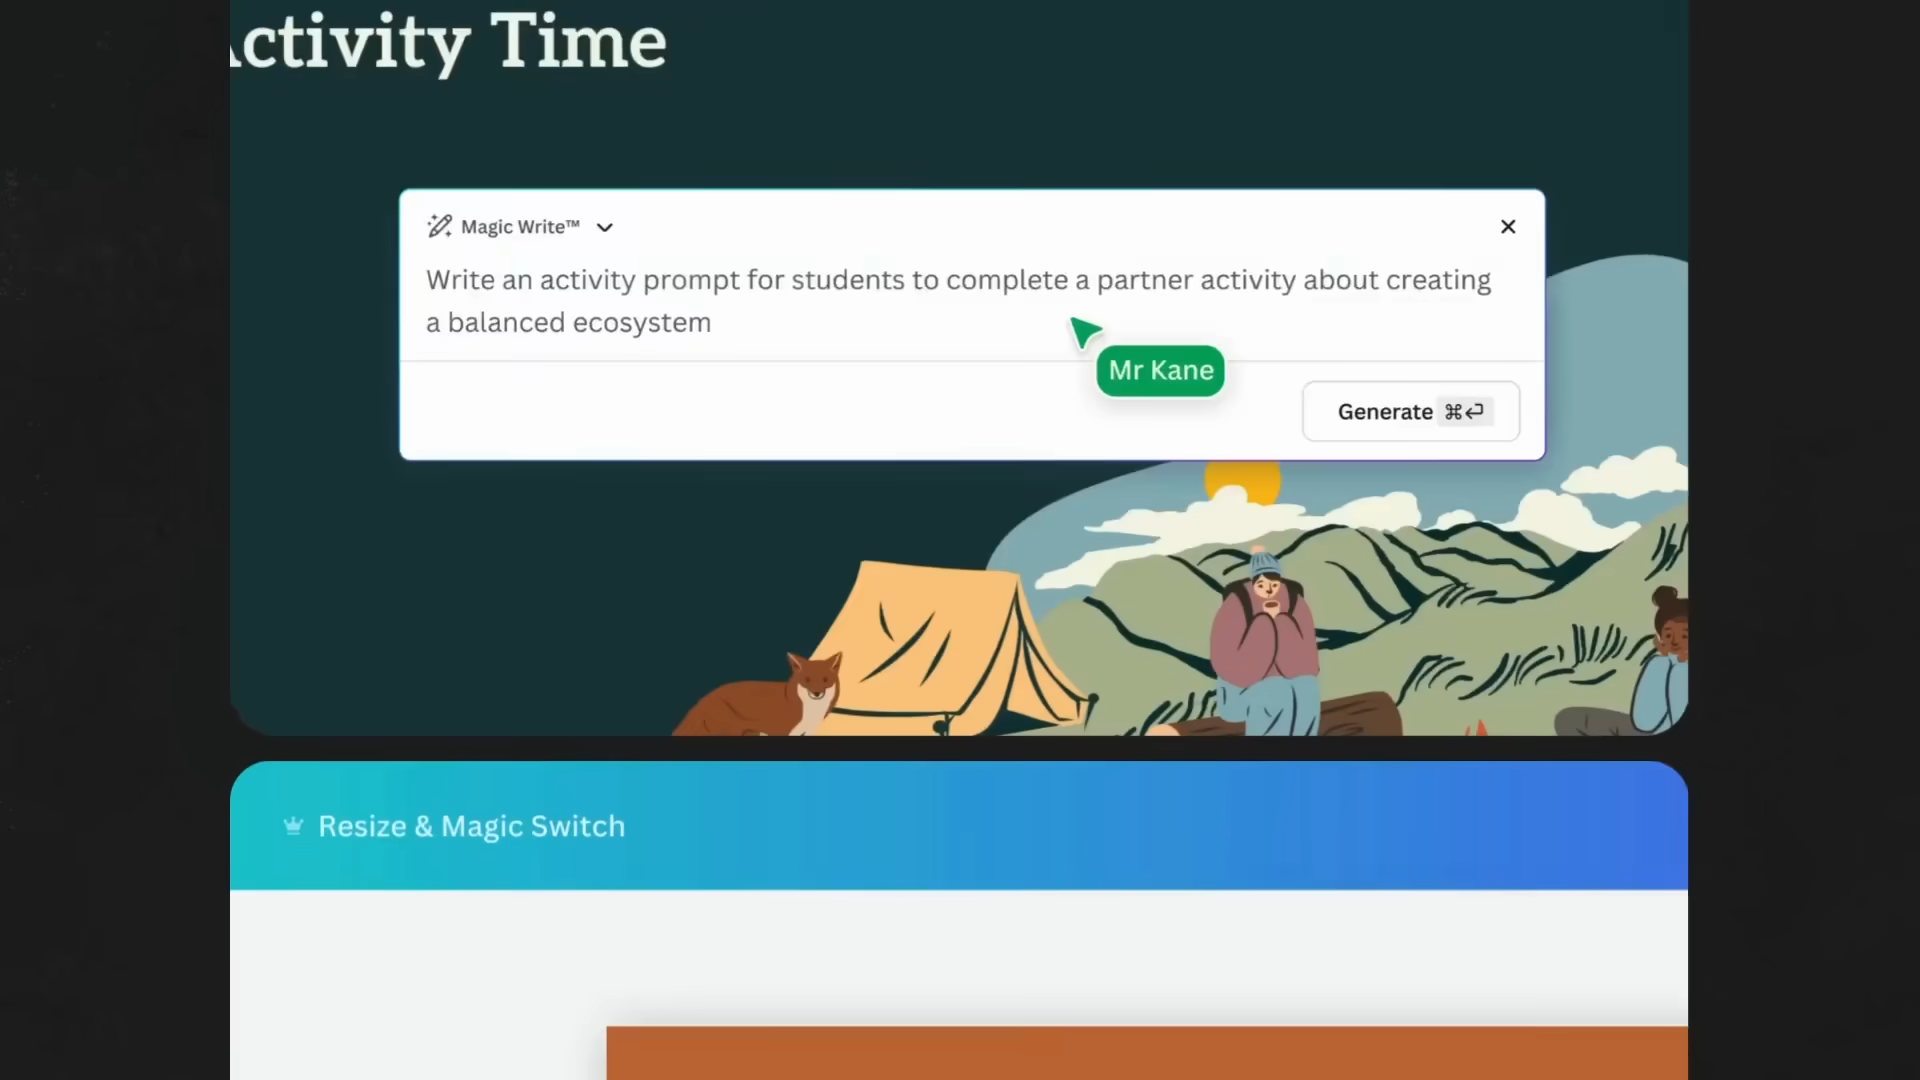 Activity Time
Magic Write™
Write an activity prompt for students to complete a partner activity about creating
a balanced ecosystem
Mr Kane
Generate ⌘⏎
Resize & Magic Switch